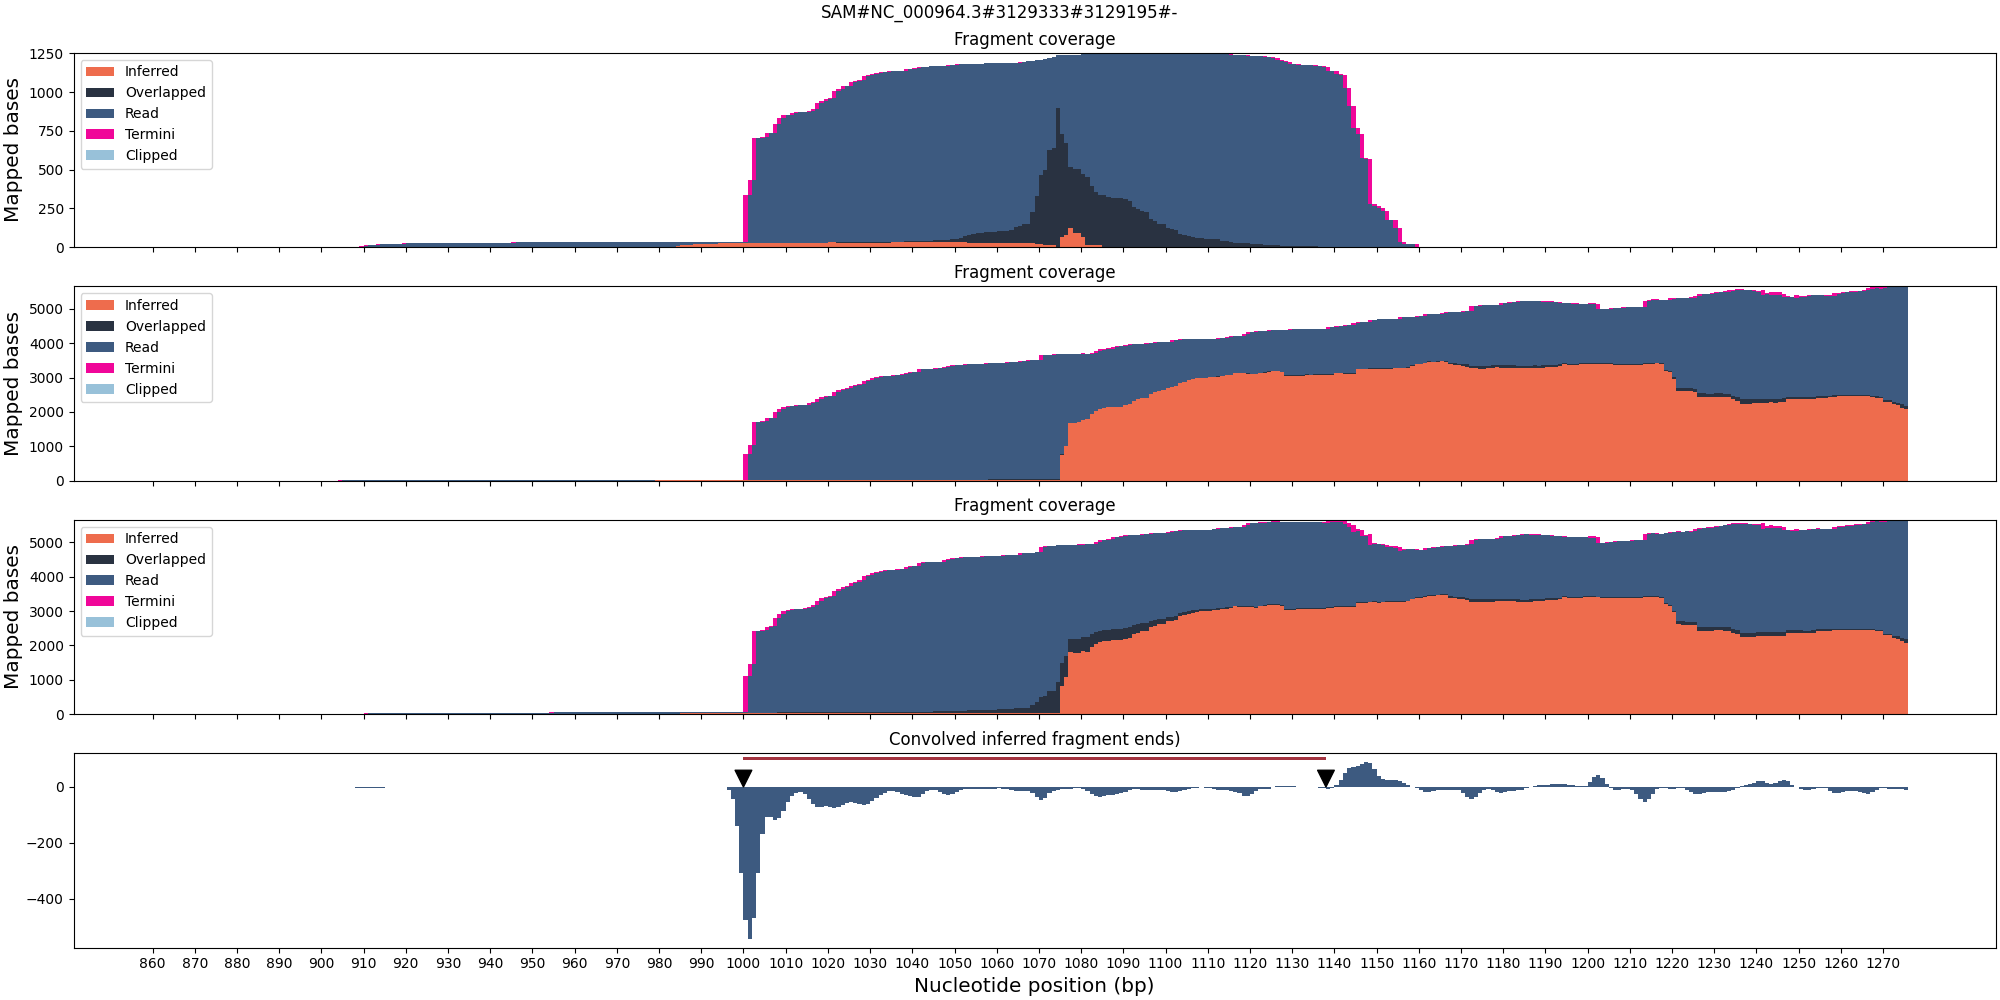 SAM#NC_000964.3#3129333#3129195#-
Fragment coverage
Mapped bases
1250
1000
750
500
250
0
Inferred
Overlapped
Read
Termini
Clipped
Fragment coverage
Mapped bases
5000
4000
3000
2000
1000
0
Inferred
Overlapped
Read
Termini
Clipped
Fragment coverage
Mapped bases
5000
4000
3000
2000
1000
0
Inferred
Overlapped
Read
Termini
Clipped
Convolved inferred fragment ends)
0
−200
−400
860 870 880 890 900 910 920 930 940 950 960 970 980 990 1000 1010 1020 1030 1040 1050 1060 1070 1080 1090 1100 1110 1120 1130 1140 1150 1160 1170 1180 1190 1200 1210 1220 1230 1240 1250 1260 1270
Nucleotide position (bp)